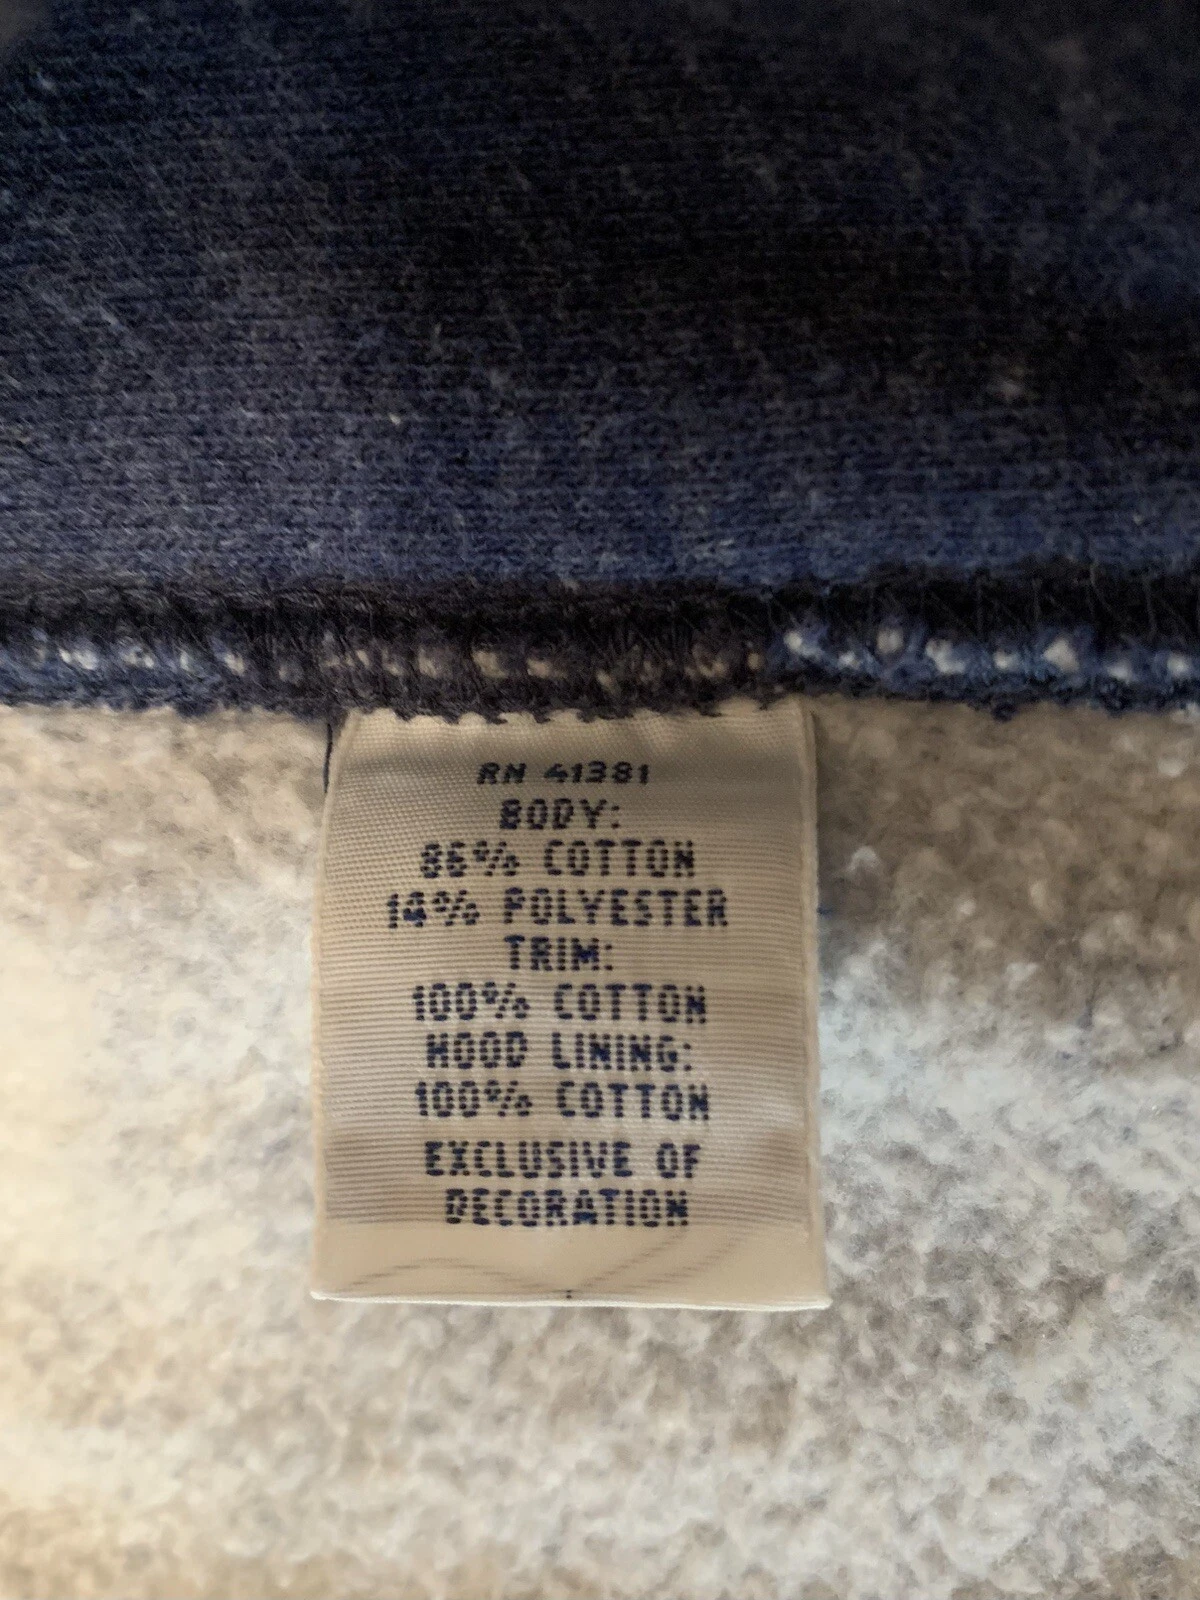 RN 41381
BODY:
86% COTTON
14% POLYESTER
TRIM:
100% COTTON
HOOD LINING:
100% COTTON
EXCLUSIVE OF
DECORATION